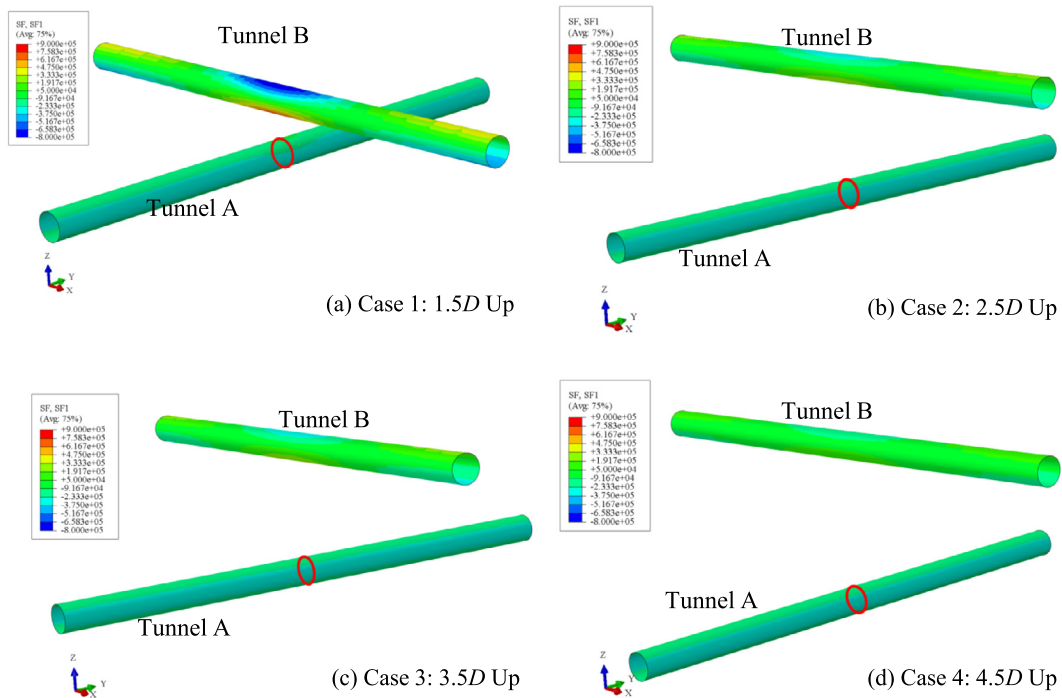 SF, SF1
(Avg: 75%)
+9.000e+05
+7.583e+05
+6.167e+05
+4.750e+05
+3.333e+05
+1.917e+05
+5.000e+04
-9.167e+04
-2.333e+05
-3.750e+05
-5.167e+05
-6.583e+05
-8.000e+05
Tunnel B
Tunnel A
Z
Y
X
(a) Case 1: 1.5D Up
SF, SF1
(Avg: 75%)
+9.000e+05
+7.583e+05
+6.167e+05
+4.750e+05
+3.333e+05
+1.917e+05
+5.000e+04
-9.167e+04
-2.333e+05
-3.750e+05
-5.167e+05
-6.583e+05
-8.000e+05
Tunnel B
Tunnel A
Z
Y
X
(b) Case 2: 2.5D Up
SF, SF1
(Avg: 75%)
+9.000e+05
+7.583e+05
+6.167e+05
+4.750e+05
+3.333e+05
+1.917e+05
+5.000e+04
-9.167e+04
-2.333e+05
-3.750e+05
-5.167e+05
-6.583e+05
-8.000e+05
Tunnel B
Tunnel A
Z
Y
X
(c) Case 3: 3.5D Up
SF, SF1
(Avg: 75%)
+9.000e+05
+7.583e+05
+6.167e+05
+4.750e+05
+3.333e+05
+1.917e+05
+5.000e+04
-9.167e+04
-2.333e+05
-3.750e+05
-5.167e+05
-6.583e+05
-8.000e+05
Tunnel B
Tunnel A
Z
Y
X
(d) Case 4: 4.5D Up